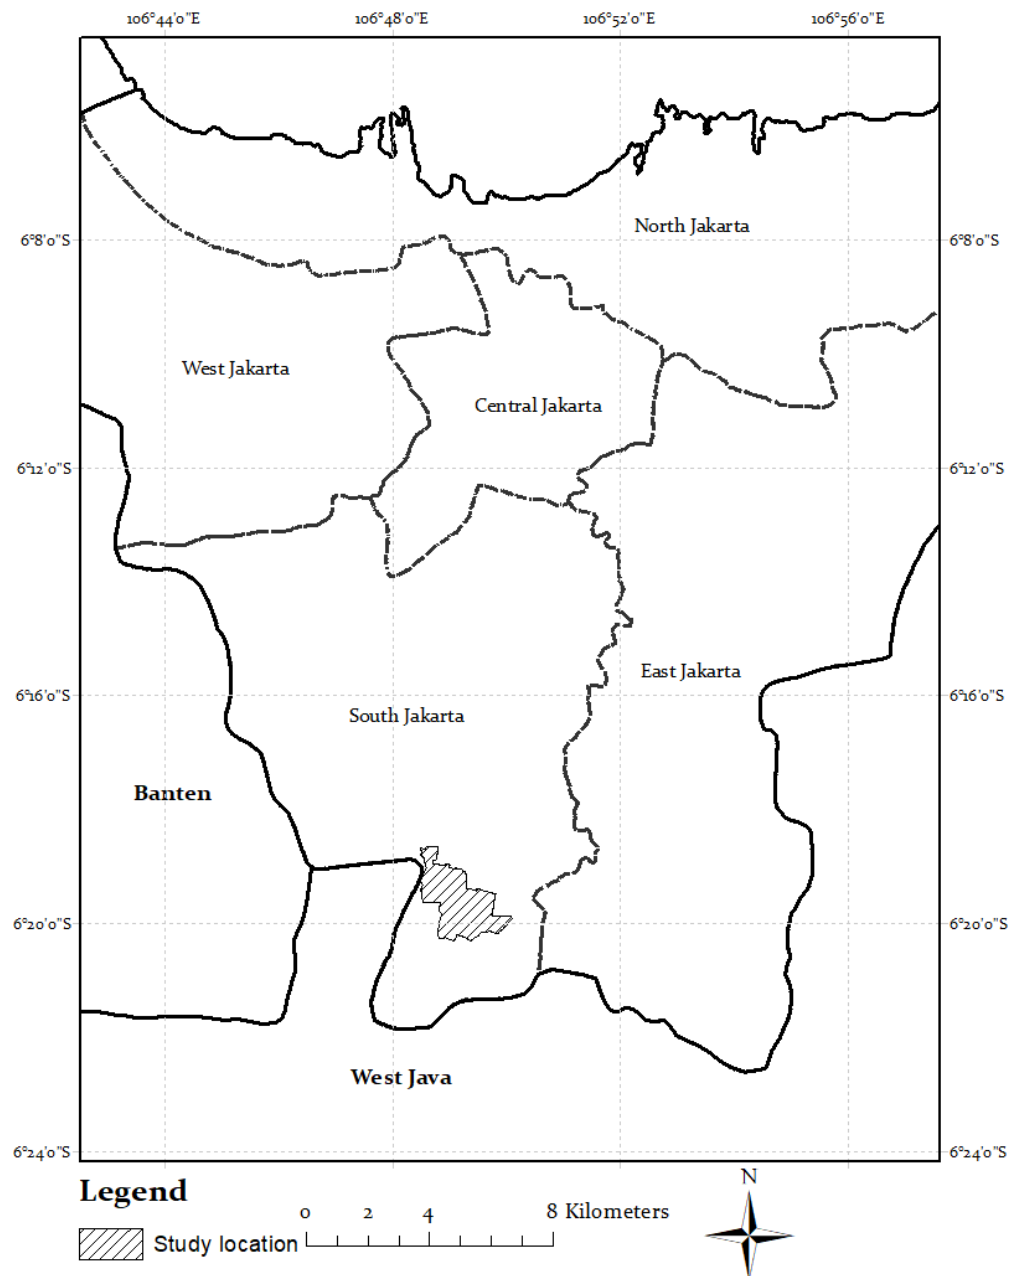 106°44'0"E 106°48'0"E 106°52'0"E 106°56'0"E
North Jakarta
6°8'0"S 6°8'0"S
West Jakarta
Central Jakarta
6°12'0"S 6°12'0"S
East Jakarta
6°16'0"S 6°16'0"S
South Jakarta
Banten
6°20'0"S 6°20'0"S
West Java
6°24'0"S 6°24'0"S
Legend
N
0 2 4 8 Kilometers
Study location